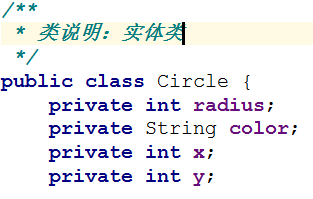 /**
 * 类说明：实体类
 */
public class Circle {
    private int radius;
    private String color;
    private int x;
    private int y;